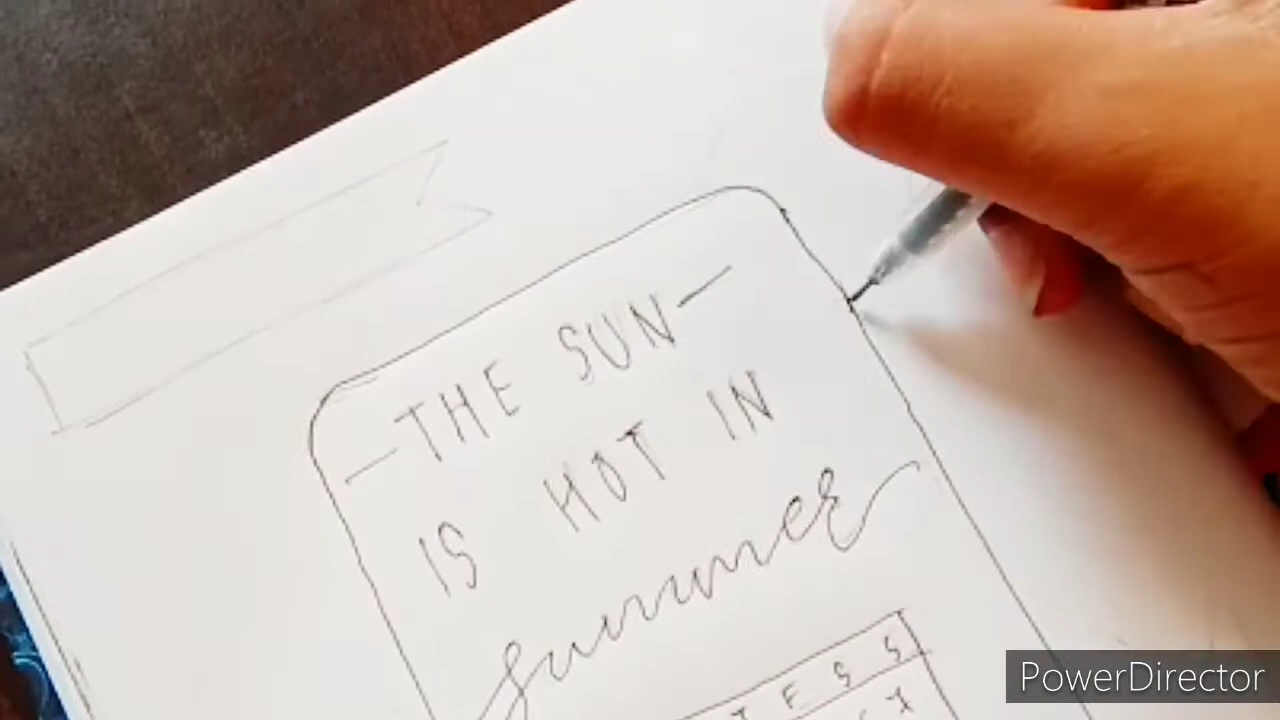 —THE SUN—
IS HOT IN
summer
T F S S
PowerDirector